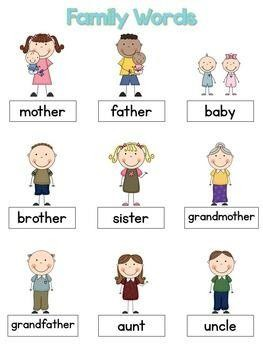 Family Words
mother
father
baby
brother
sister
grandmother
grandfather
aunt
uncle